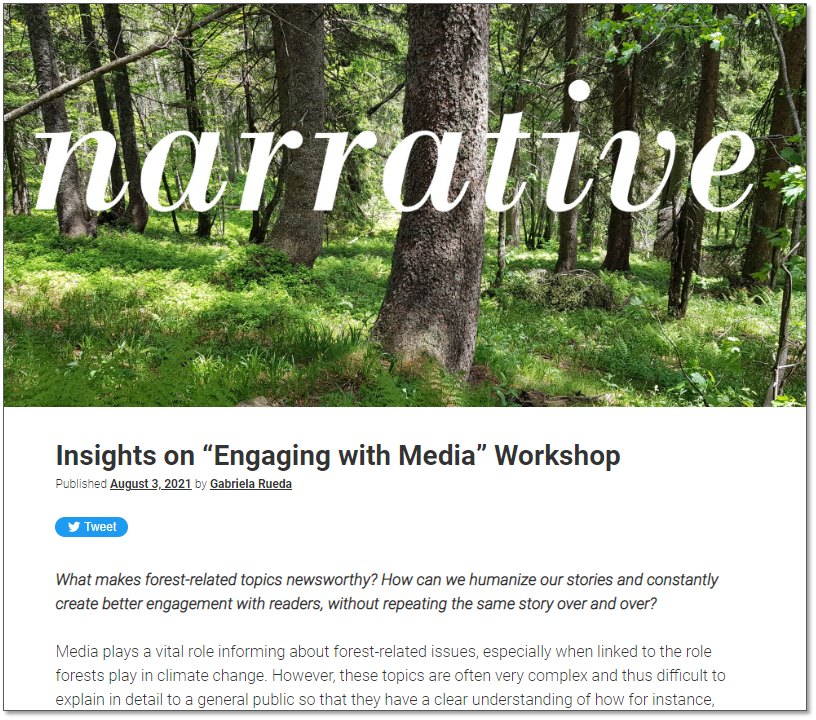 narrative
Insights on “Engaging with Media” Workshop
Published August 3, 2021 by Gabriela Rueda
Tweet
What makes forest-related topics newsworthy? How can we humanize our stories and constantly
create better engagement with readers, without repeating the same story over and over?
Media plays a vital role informing about forest-related issues, especially when linked to the role
forests play in climate change. However, these topics are often very complex and thus difficult to
explain in detail to a general public so that they have a clear understanding of how for instance,